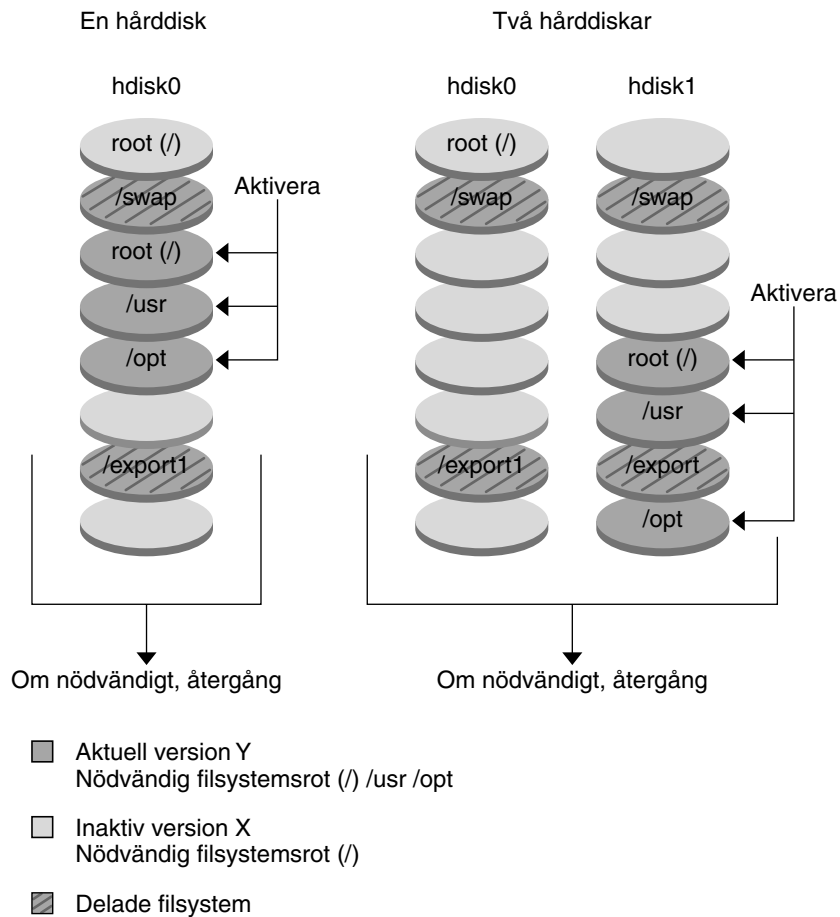 En hårddisk
Två hårddiskar
hdisk0
hdisk0
hdisk1
root (/)
/swap
root (/)
/usr
/opt
/export1
Aktivera
root (/)
/swap
/export1
/swap
root (/)
/usr
/export
/opt
Aktivera
Om nödvändigt, återgång
Om nödvändigt, återgång
Aktuell version Y
Nödvändig filsystemsrot (/) /usr /opt
Inaktiv version X
Nödvändig filsystemsrot (/)
Delade filsystem